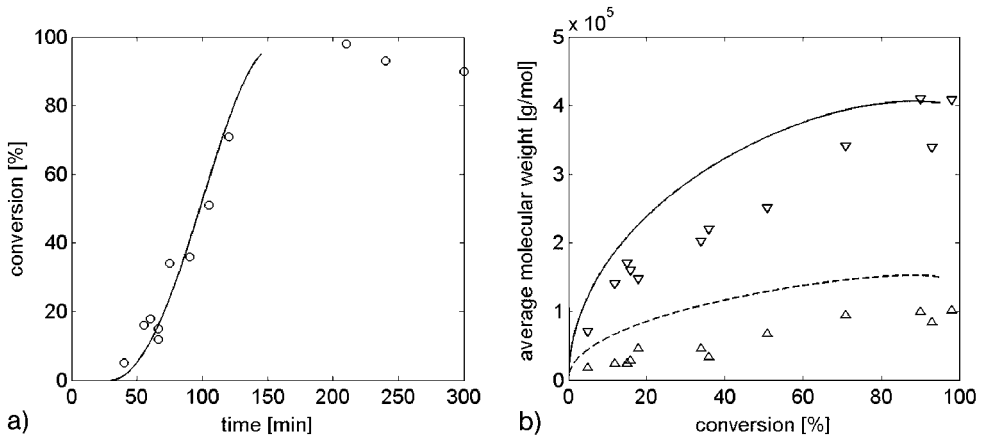 100
80
60
40
20
0
0 50 100 150 200 250 300
conversion [%]
time [min]
a)
5 x 10^5
4
3
2
1
0
0 20 40 60 80 100
average molecular weight [g/mol]
conversion [%]
b)